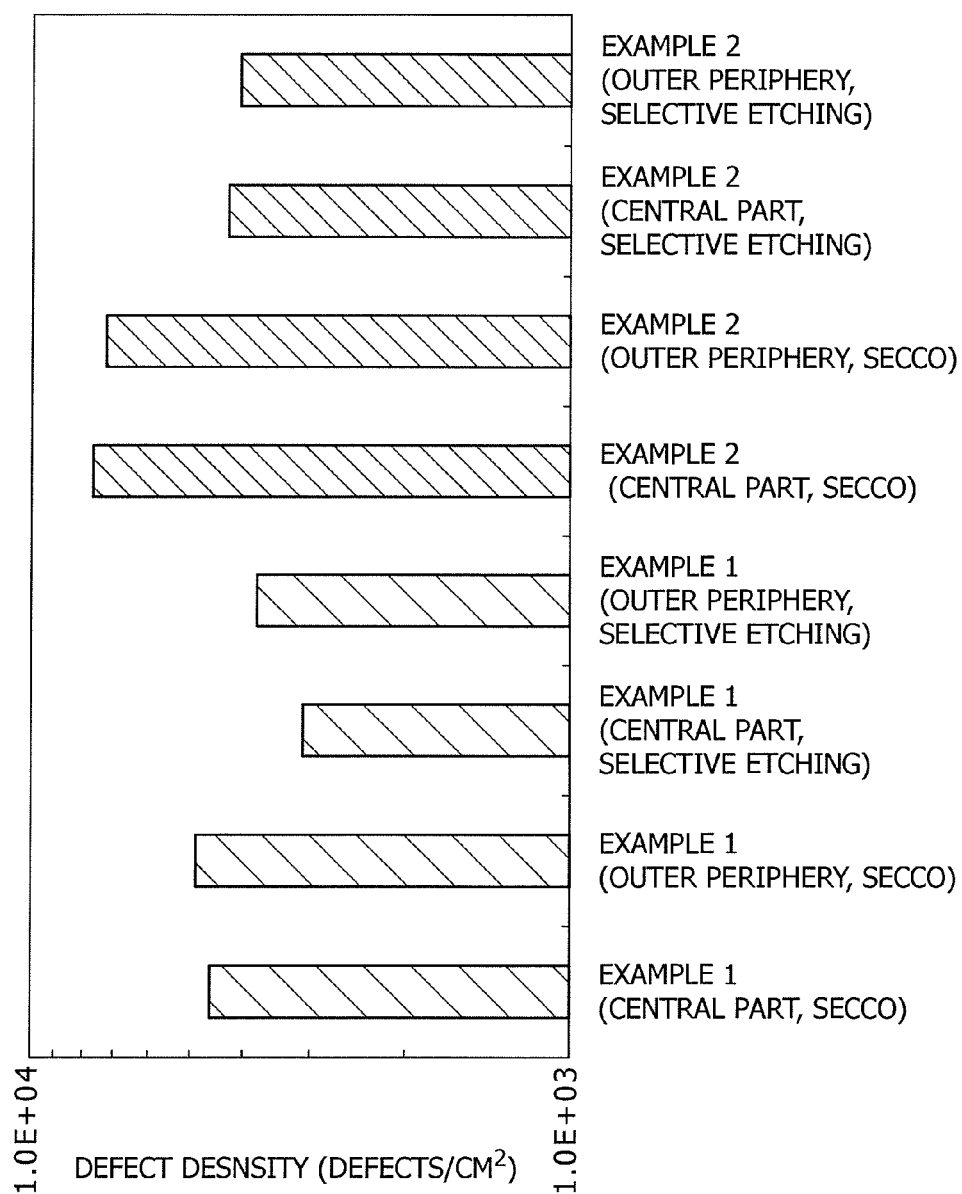 EXAMPLE 2
(OUTER PERIPHERY,
SELECTIVE ETCHING)
EXAMPLE 2
(CENTRAL PART,
SELECTIVE ETCHING)
EXAMPLE 2
(OUTER PERIPHERY, SECCO)
EXAMPLE 2
(CENTRAL PART, SECCO)
EXAMPLE 1
(OUTER PERIPHERY,
SELECTIVE ETCHING)
EXAMPLE 1
(CENTRAL PART,
SELECTIVE ETCHING)
EXAMPLE 1
(OUTER PERIPHERY, SECCO)
EXAMPLE 1
(CENTRAL PART, SECCO)
1.0E+04
1.0E+03
DEFECT DESNSITY (DEFECTS/CM²)